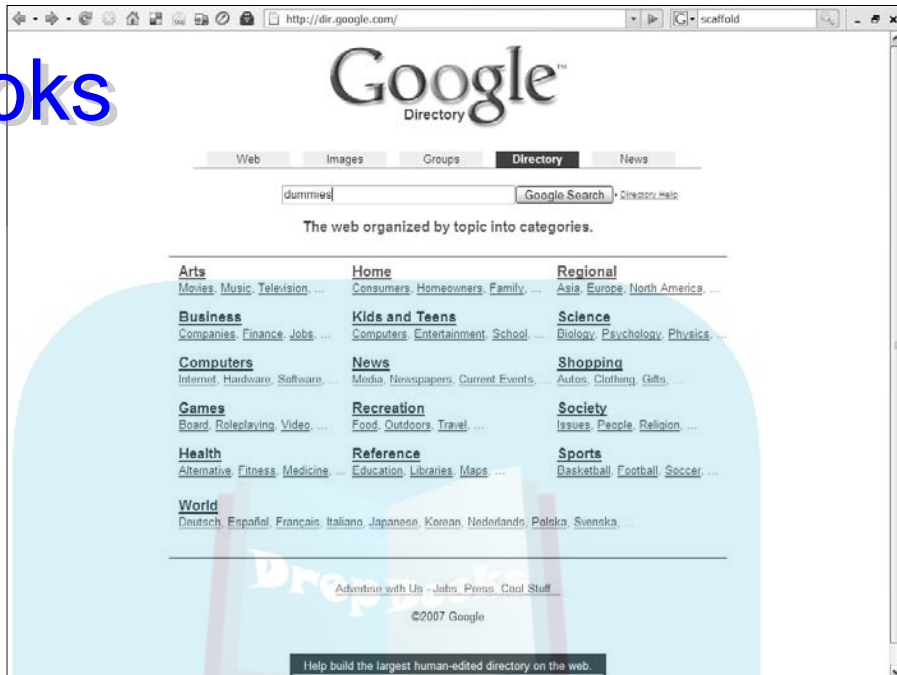 http://dir.google.com/
scaffold
oks
Google™
Directory
Web Images Groups Directory News
dummies Google Search • Directory Help
The web organized by topic into categories.
Arts
Movies, Music, Television, ...
Home
Consumers, Homeowners, Family, ...
Regional
Asia, Europe, North America, ...
Business
Companies, Finance, Jobs, ...
Kids and Teens
Computers, Entertainment, School, ...
Science
Biology, Psychology, Physics, ...
Computers
Internet, Hardware, Software, ...
News
Media, Newspapers, Current Events, ...
Shopping
Autos, Clothing, Gifts, ...
Games
Board, Roleplaying, Video, ...
Recreation
Food, Outdoors, Travel, ...
Society
Issues, People, Religion, ...
Health
Alternative, Fitness, Medicine, ...
Reference
Education, Libraries, Maps, ...
Sports
Basketball, Football, Soccer, ...
World
Deutsch, Español, Français, Italiano, Japanese, Korean, Nederlands, Polska, Svenska, ...
DropBooks
Advertise with Us - Jobs, Press, Cool Stuff...
©2007 Google
Help build the largest human-edited directory on the web.